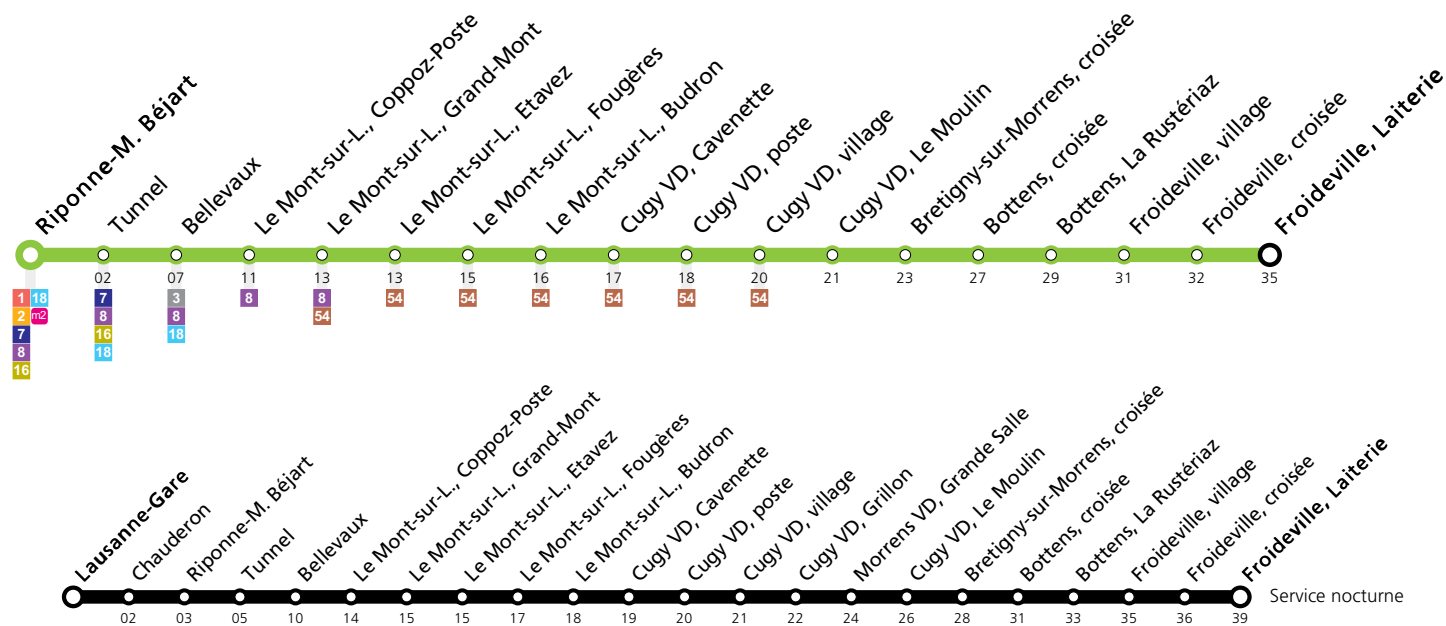 Riponne-M. Béjart
Tunnel
Bellevaux
Le Mont-sur-L., Coppoz-Poste
Le Mont-sur-L., Grand-Mont
Le Mont-sur-L., Etavez
Le Mont-sur-L., Fougères
Le Mont-sur-L., Budron
Cugy VD, Cavenette
Cugy VD, poste
Cugy VD, village
Cugy VD, Le Moulin
Bretigny-sur-Morrens, croisée
Bottens, croisée
Bottens, La Rustériaz
Froideville, village
Froideville, croisée
Froideville, Laiterie
02 07 11 13 13 15 16 17 18 20 21 23 27 29 31 32 35
1 18 7 3 8 8 54 54 54 54 54 54
2 m2 8 8 54
7 16 18
8 18
16
Lausanne-Gare
Chauderon
Riponne-M. Béjart
Tunnel
Bellevaux
Le Mont-sur-L., Coppoz-Poste
Le Mont-sur-L., Grand-Mont
Le Mont-sur-L., Etavez
Le Mont-sur-L., Fougères
Le Mont-sur-L., Budron
Cugy VD, Cavenette
Cugy VD, poste
Cugy VD, village
Cugy VD, Grillon
Morrens VD, Grande Salle
Cugy VD, Le Moulin
Bretigny-sur-Morrens, croisée
Bottens, croisée
Bottens, La Rustériaz
Froideville, village
Froideville, croisée
Froideville, Laiterie
Service nocturne
02 03 05 10 14 15 15 17 18 19 20 21 22 24 26 28 31 33 35 36 39